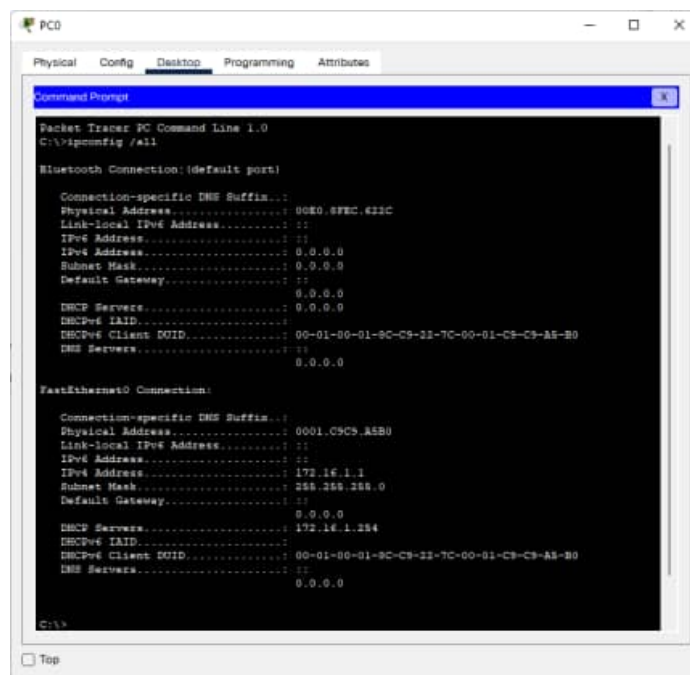 PC0
Physical Config Desktop Programming Attributes
Command Prompt
X
Packet Tracer PC Command Line 1.0
C:\>ipconfig /all
Bluetooth Connection:(default port)
Connection-specific DNS Suffix..:
Physical Address................: 00E0.8FEC.622C
Link-local IPv6 Address.........: ::
IPv6 Address....................: ::
IPv4 Address....................: 0.0.0.0
Subnet Mask.....................: 0.0.0.0
Default Gateway.................: ::
0.0.0.0
DHCP Servers....................: 0.0.0.0
DHCPv6 IAID.....................:
DHCPv6 Client DUID..............: 00-01-00-01-9C-C9-22-7C-00-01-C9-C9-A5-B0
DNS Servers.....................: ::
0.0.0.0
FastEthernet0 Connection:
Connection-specific DNS Suffix..:
Physical Address................: 0001.C9C9.A5B0
Link-local IPv6 Address.........: ::
IPv6 Address....................: ::
IPv4 Address....................: 172.16.1.1
Subnet Mask.....................: 255.255.255.0
Default Gateway.................: ::
0.0.0.0
DHCP Servers....................: 172.16.1.254
DHCPv6 IAID.....................:
DHCPv6 Client DUID..............: 00-01-00-01-9C-C9-22-7C-00-01-C9-C9-A5-B0
DNS Servers.....................: ::
0.0.0.0
C:\>
Top